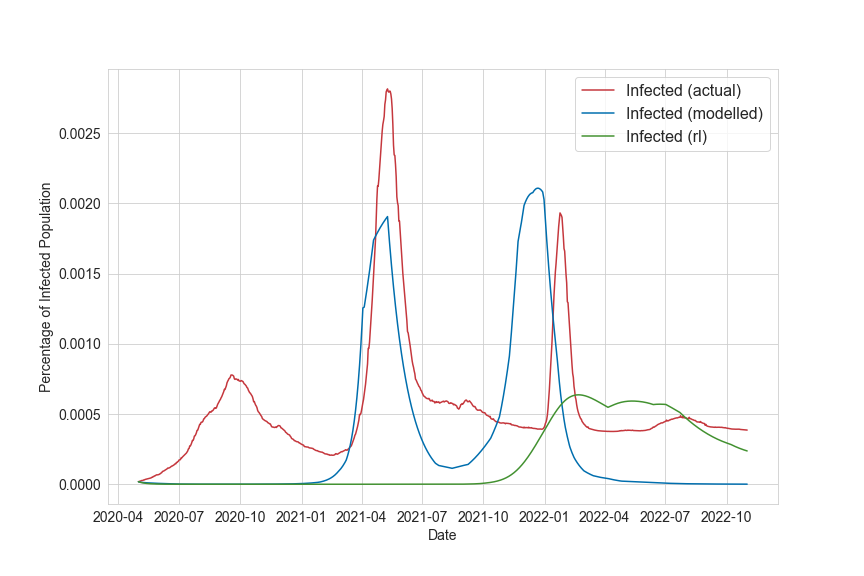 Infected (actual)
Infected (modelled)
Infected (rl)
Percentage of Infected Population
0.0025
0.0020
0.0015
0.0010
0.0005
0.0000
2020-04 2020-07 2020-10 2021-01 2021-04 2021-07 2021-10 2022-01 2022-04 2022-07 2022-10
Date